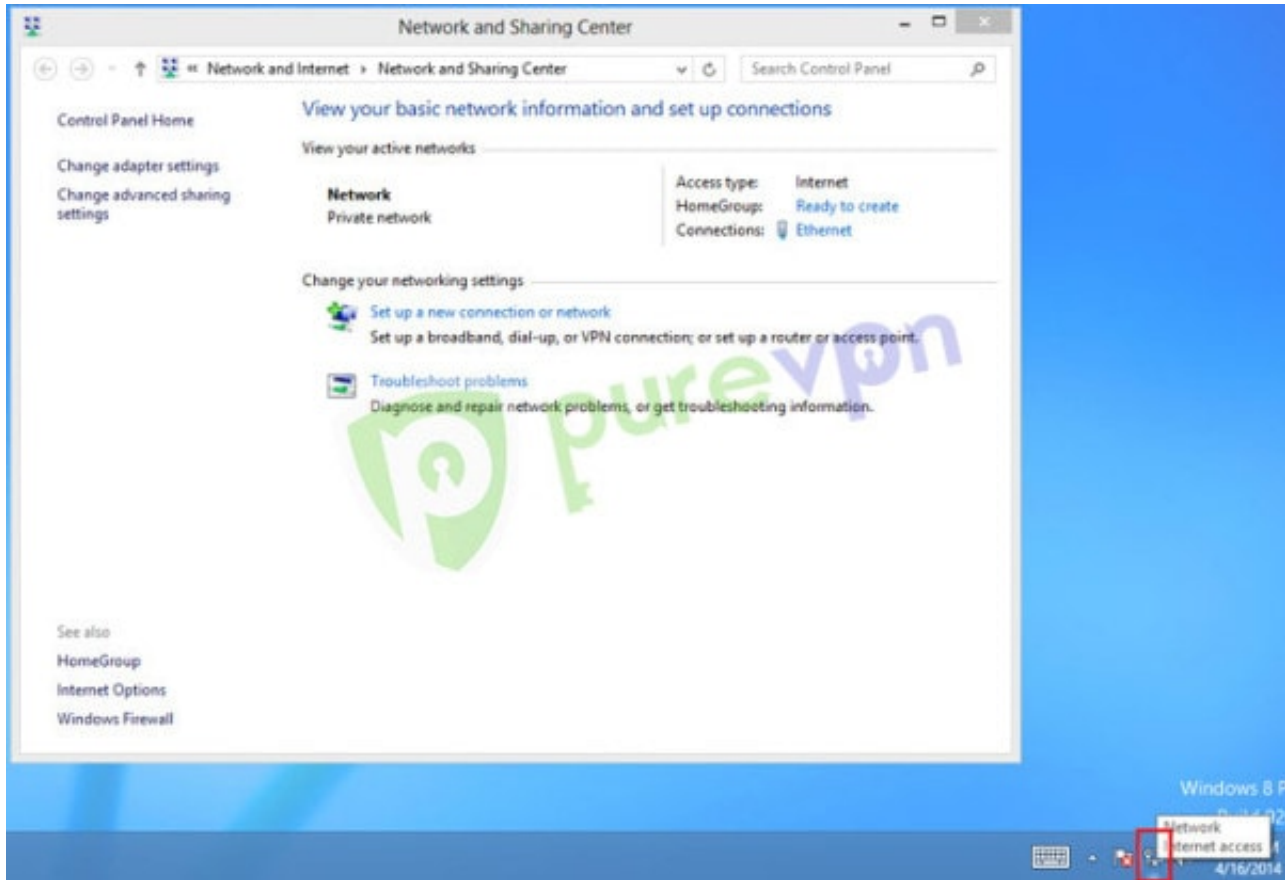 Network and Sharing Center
Network and Internet
Network and Sharing Center
Search Control Panel
Control Panel Home
Change adapter settings
Change advanced sharing
settings
View your basic network information and set up connections
View your active networks
Network
Private network
Access type: Internet
HomeGroup: Ready to create
Connections: Ethernet
Change your networking settings
Set up a new connection or network
Set up a broadband, dial-up, or VPN connection; or set up a router or access point.
Troubleshoot problems
Diagnose and repair network problems, or get troubleshooting information.
purevpn
See also
HomeGroup
Internet Options
Windows Firewall
Windows 8
Network
Internet access
4/16/2014